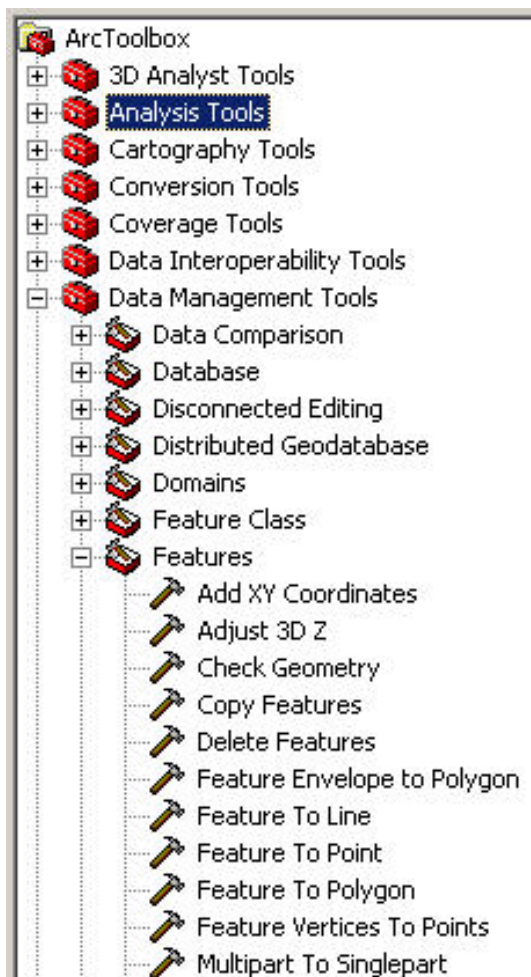 ArcToolbox
3D Analyst Tools
Analysis Tools
Cartography Tools
Conversion Tools
Coverage Tools
Data Interoperability Tools
Data Management Tools
Data Comparison
Database
Disconnected Editing
Distributed Geodatabase
Domains
Feature Class
Features
Add XY Coordinates
Adjust 3D Z
Check Geometry
Copy Features
Delete Features
Feature Envelope to Polygon
Feature To Line
Feature To Point
Feature To Polygon
Feature Vertices To Points
Multipart To Singlepart